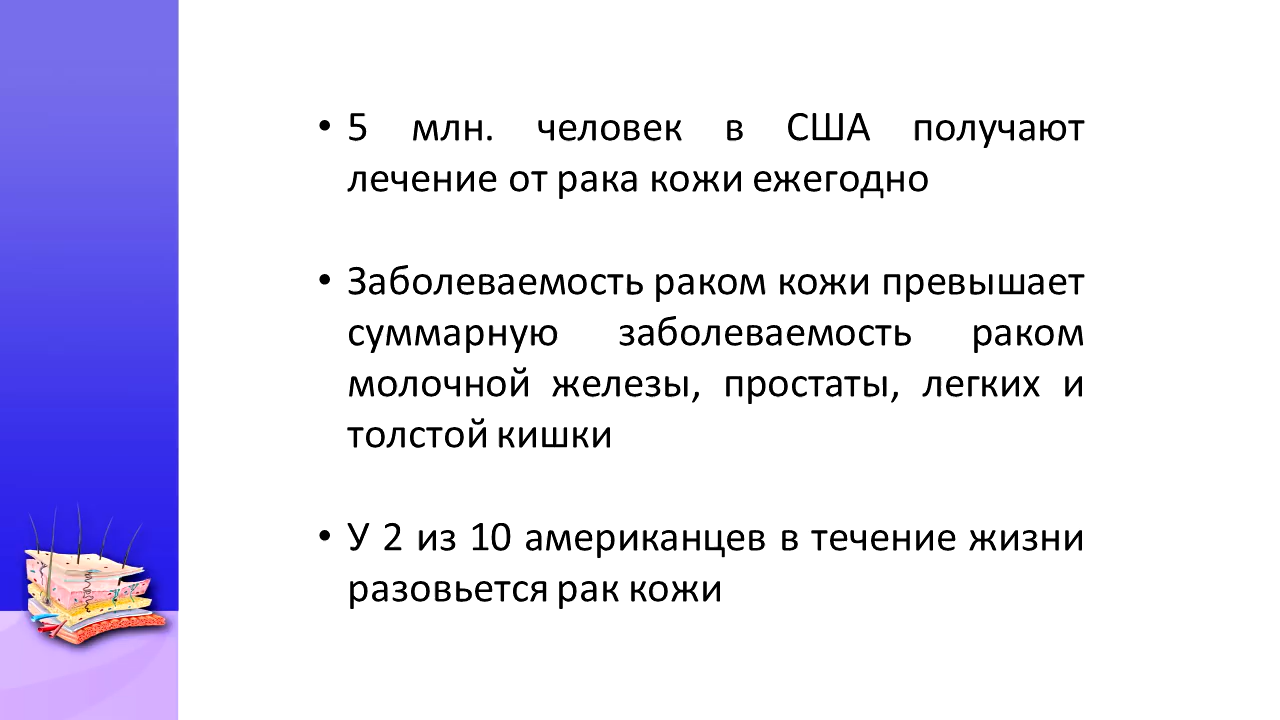 • 5 млн. человек в США получают
лечение от рака кожи ежегодно
• Заболеваемость раком кожи превышает
суммарную заболеваемость раком
молочной железы, простаты, легких и
толстой кишки
• У 2 из 10 американцев в течение жизни
разовьется рак кожи